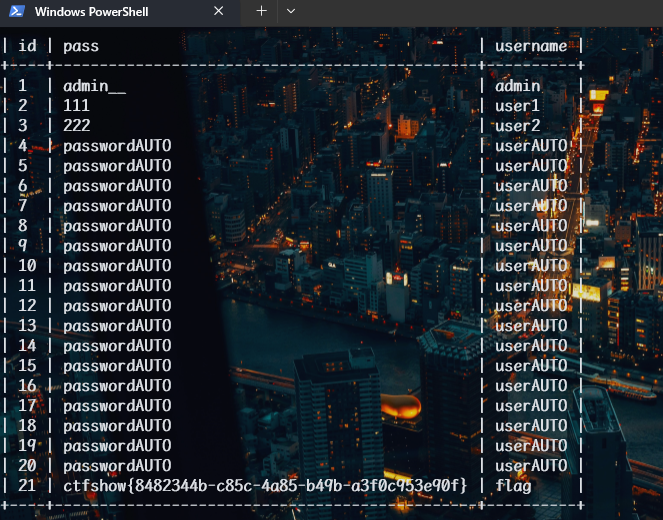 Windows PowerShell
| id | pass | username |
+----+-----------------------------------------------+----------+
| 1 | admin__ | admin |
| 2 | 111 | user1 |
| 3 | 222 | user2 |
| 4 | passwordAUTO | userAUTO |
| 5 | passwordAUTO | userAUTO |
| 6 | passwordAUTO | userAUTO |
| 7 | passwordAUTO | userAUTO |
| 8 | passwordAUTO | userAUTO |
| 9 | passwordAUTO | userAUTO |
| 10 | passwordAUTO | userAUTO |
| 11 | passwordAUTO | userAUTO |
| 12 | passwordAUTO | userAUTO |
| 13 | passwordAUTO | userAUTO |
| 14 | passwordAUTO | userAUTO |
| 15 | passwordAUTO | userAUTO |
| 16 | passwordAUTO | userAUTO |
| 17 | passwordAUTO | userAUTO |
| 18 | passwordAUTO | userAUTO |
| 19 | passwordAUTO | userAUTO |
| 20 | passwordAUTO | userAUTO |
| 21 | ctfshow{8482344b-c85c-4a85-b49b-a3f0c953e90f} | flag |
+----+-----------------------------------------------+----------+